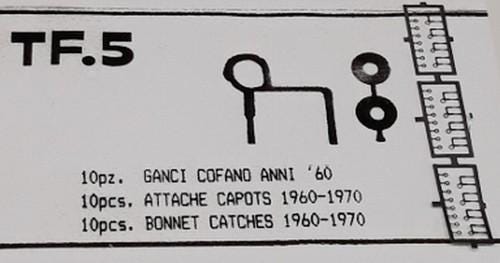 TF.5
10pz. GANCI COFANO ANNI '60
10pcs. ATTACHE CAPOTS 1960-1970
10pcs. BONNET CATCHES 1960-1970